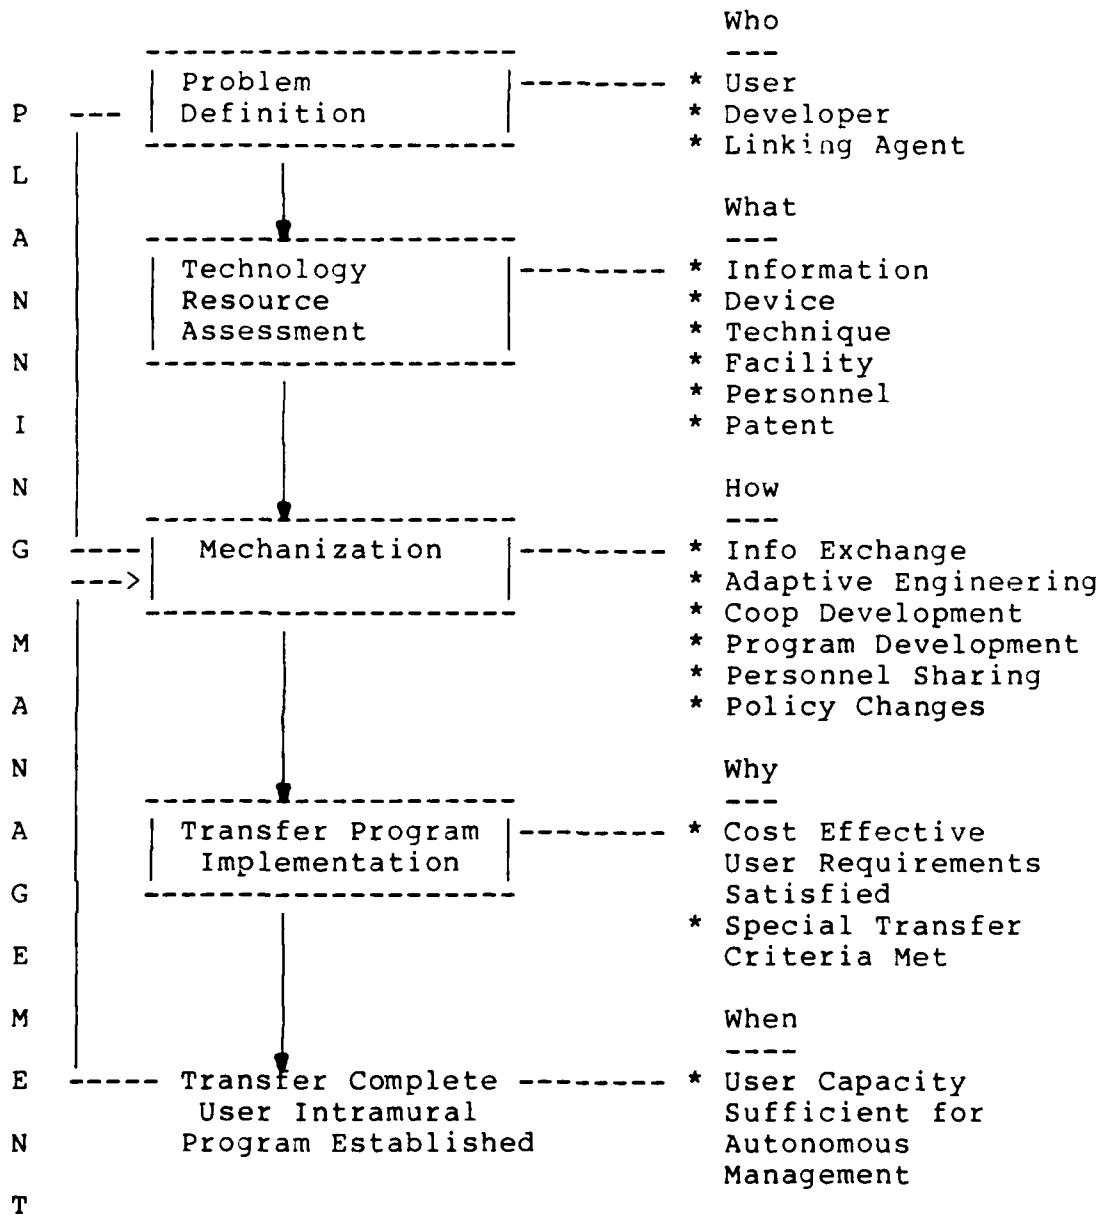 Who
---
Problem
Definition
* User
* Developer
* Linking Agent
What
---
Technology
Resource
Assessment
* Information
* Device
* Technique
* Facility
* Personnel
* Patent
How
---
Mechanization
* Info Exchange
* Adaptive Engineering
* Coop Development
* Program Development
* Personnel Sharing
* Policy Changes
Why
---
Transfer Program
Implementation
* Cost Effective
User Requirements
Satisfied
* Special Transfer
Criteria Met
When
----
Transfer Complete
User Intramural
Program Established
* User Capacity
Sufficient for
Autonomous
Management
PLANNING
MANAGEMENT